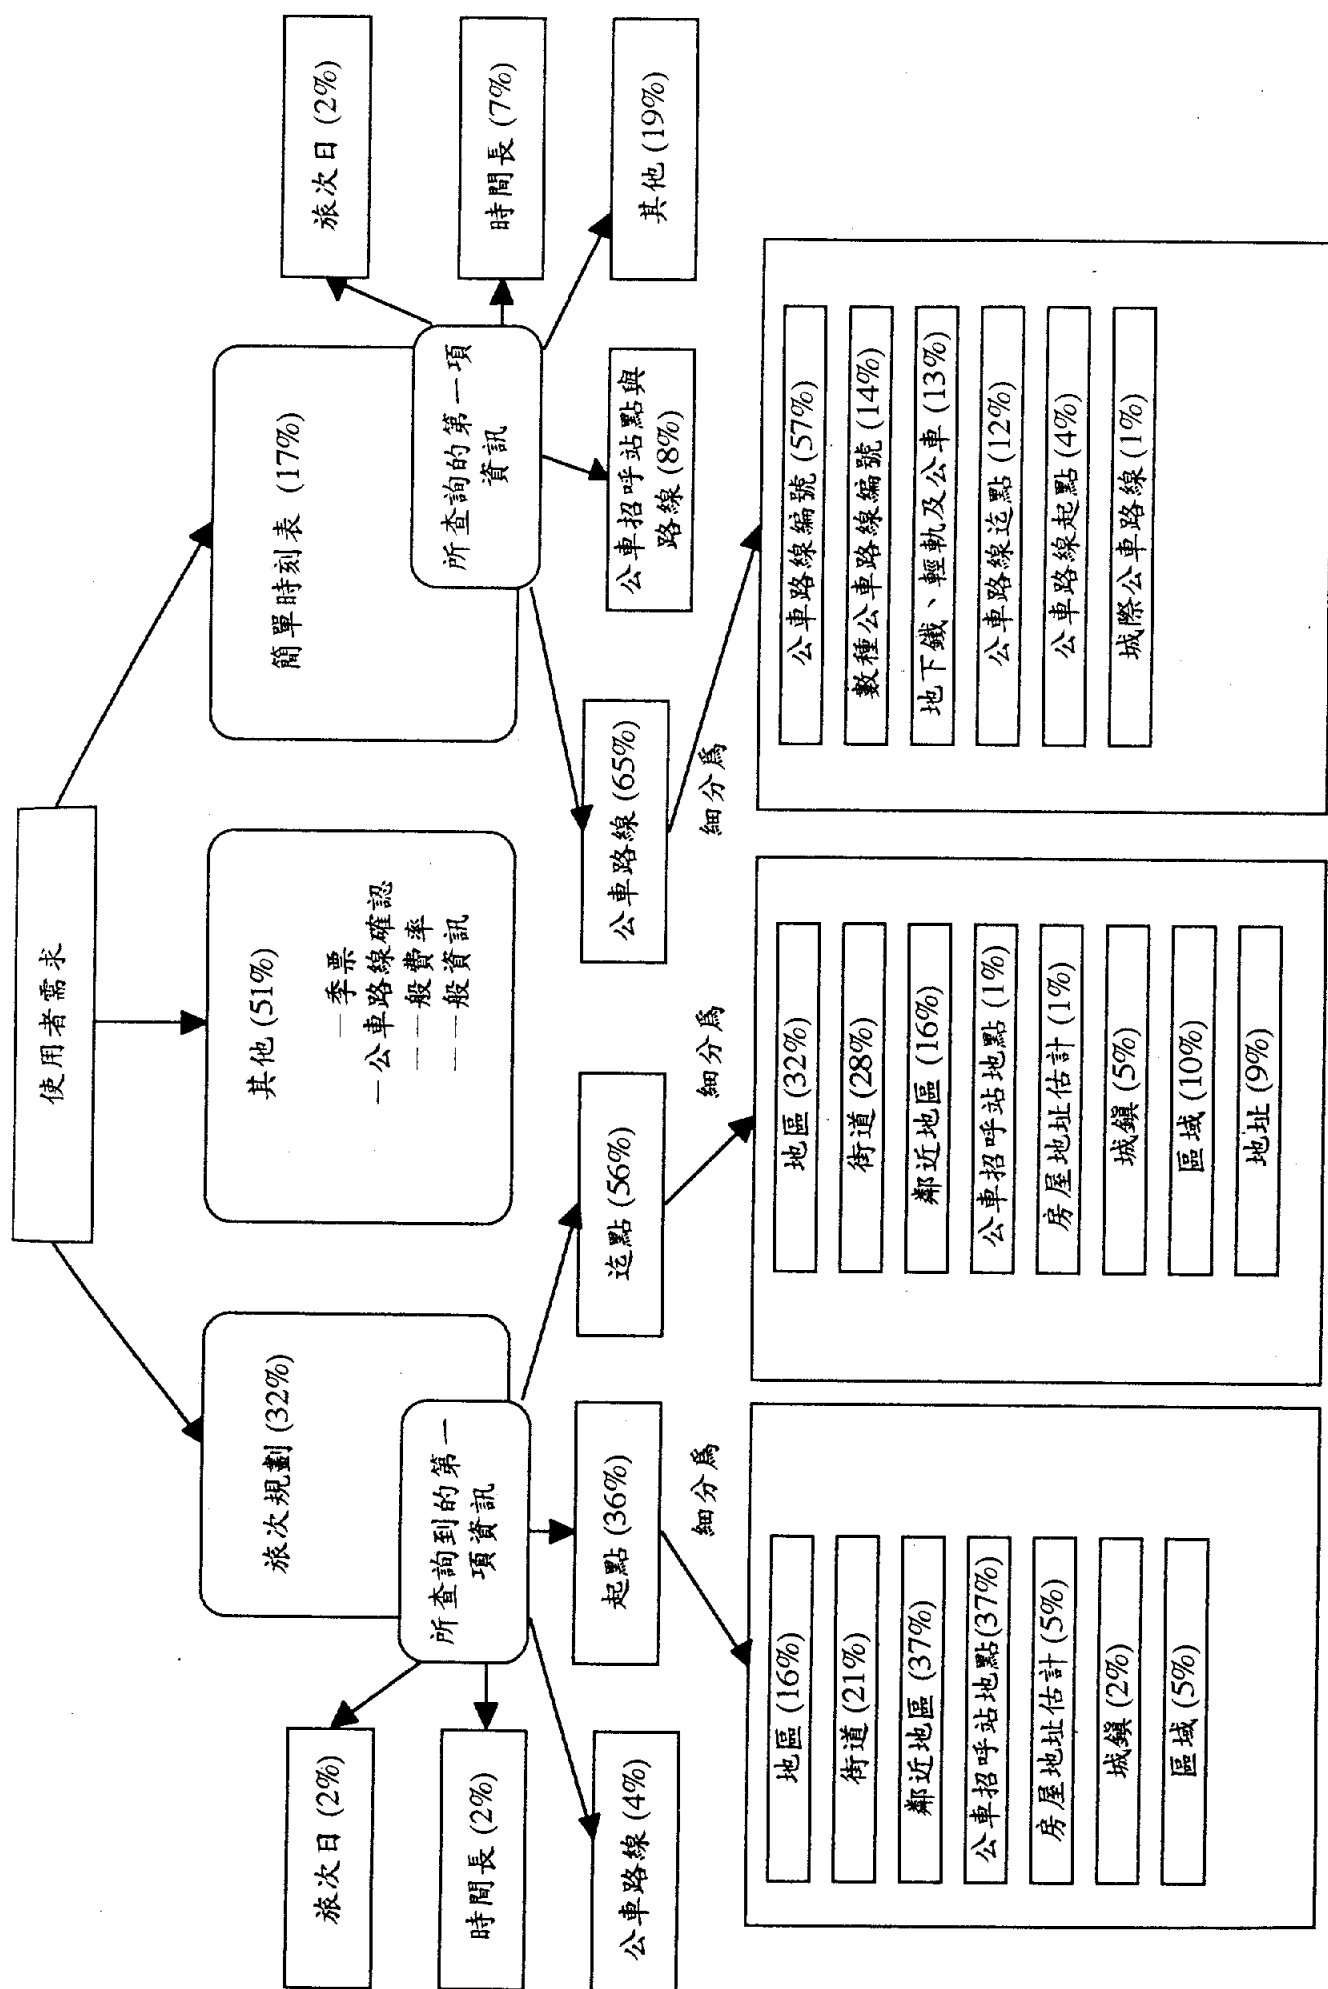 使用者需求
旅次規劃 (32%)
所查詢到的第一
項資訊
旅次日 (2%)
時間長 (2%)
公車路線 (4%)
起點 (36%)
迄點 (56%)
其他 (51%)
—季票
—公車路線確認
—一般費率
—一般資訊
簡單時刻表 (17%)
所查詢的第一項
資訊
旅次日 (2%)
時間長 (7%)
其他 (19%)
公車招呼站點與
路線 (8%)
公車路線 (65%)
細分爲
地區 (16%)
街道 (21%)
鄰近地區 (37%)
公車招呼站地點(37%)
房屋地址估計 (5%)
城鎮 (2%)
區域 (5%)
細分爲
地區 (32%)
街道 (28%)
鄰近地區 (16%)
公車招呼站地點 (1%)
房屋地址估計 (1%)
城鎮 (5%)
區域 (10%)
地址 (9%)
細分爲
公車路線編號 (57%)
數種公車路線編號 (14%)
地下鐵、輕軌及公車 (13%)
公車路線迄點 (12%)
公車路線起點 (4%)
城際公車路線 (1%)